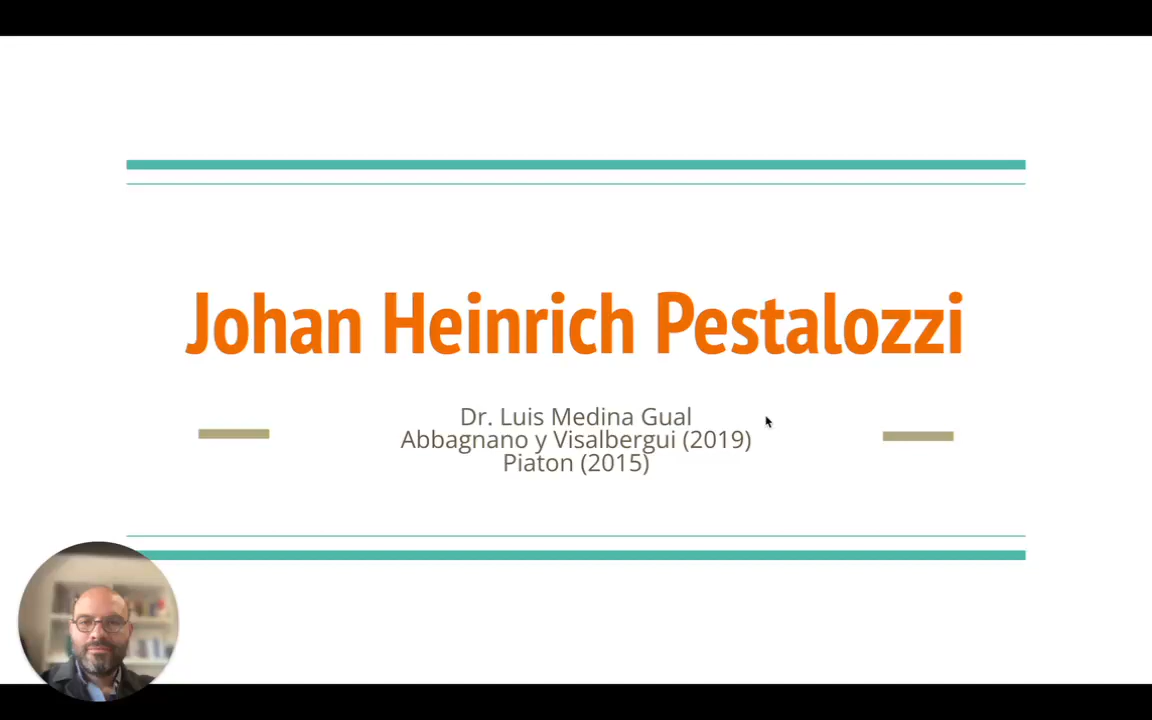 Johan Heinrich Pestalozzi
Dr. Luis Medina Gual
Abbagnano y Visalbergui (2019)
Piaton (2015)